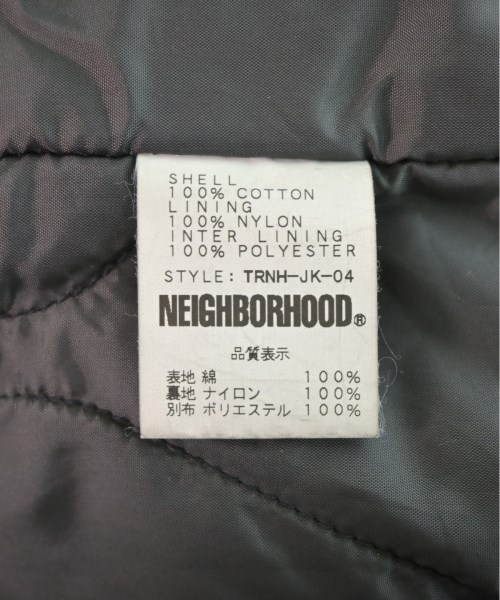 SHELL
100% COTTON
LINING
100% NYLON
INTER LINING
100% POLYESTER
STYLE: TRNH-JK-04
NEIGHBORHOOD®
品質表示
表地 綿 100%
裏地 ナイロン 100%
別布 ポリエステル 100%